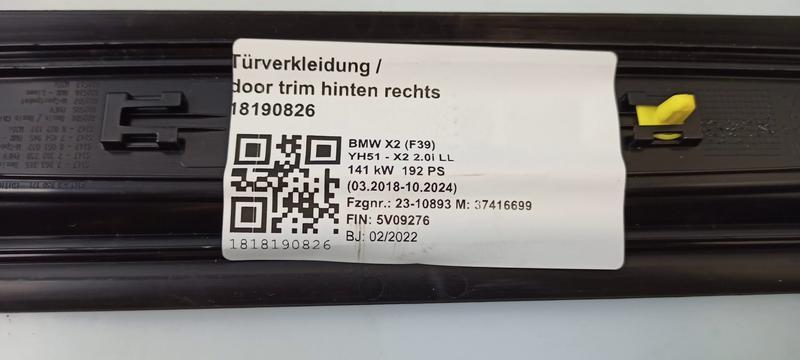 Türverkleidung /
door trim hinten rechts
18190826
BMW X2 (F39)
YH51 - X2 2.0i LL
141 kW 192 PS
(03.2018-10.2024)
Fzgnr.: 23-10893 M: 37416699
FIN: 5V09276
BJ: 02/2022
1818190826